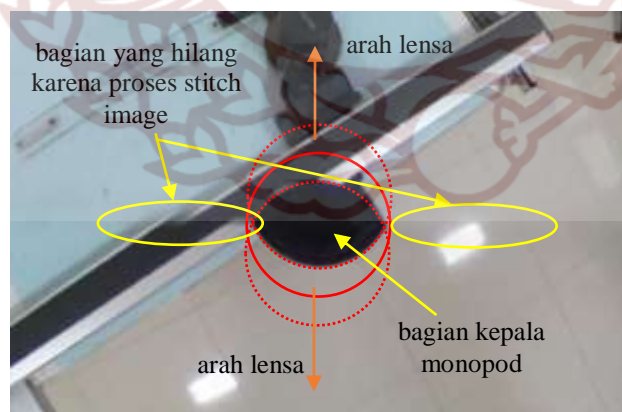 bagian yang hilang
karena proses stitch
image
arah lensa
bagian kepala
monopod
arah lensa